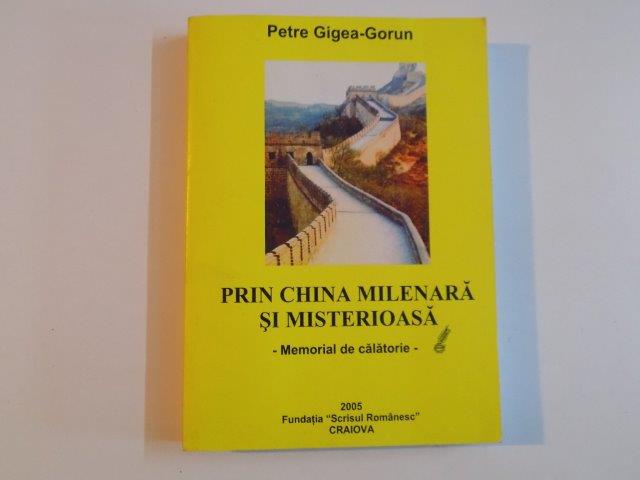 Petre Gigea-Gorun
PRIN CHINA MILENARĂ
ŞI MISTERIOASĂ
- Memorial de călătorie -
2005
Fundaţia "Scrisul Românesc"
CRAIOVA